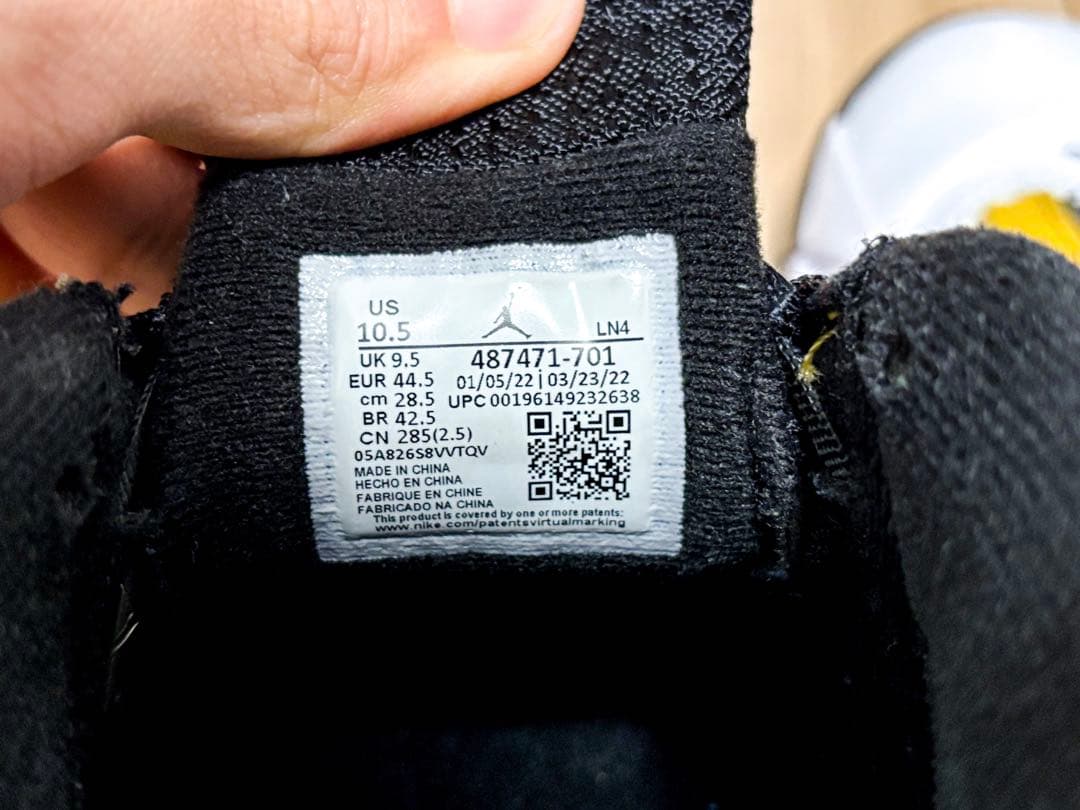 US
10.5 LN4
UK 9.5 487471-701
EUR 44.5 01/05/22 | 03/23/22
cm 28.5 UPC 00196149232638
BR 42.5
CN 285(2.5)
05A826S8VVTQV
MADE IN CHINA
HECHO EN CHINA
FABRIQUE EN CHINE
FABRICADO NA CHINA
This product is covered by one or more patents:
www.nike.com/patentsvirtualmarking